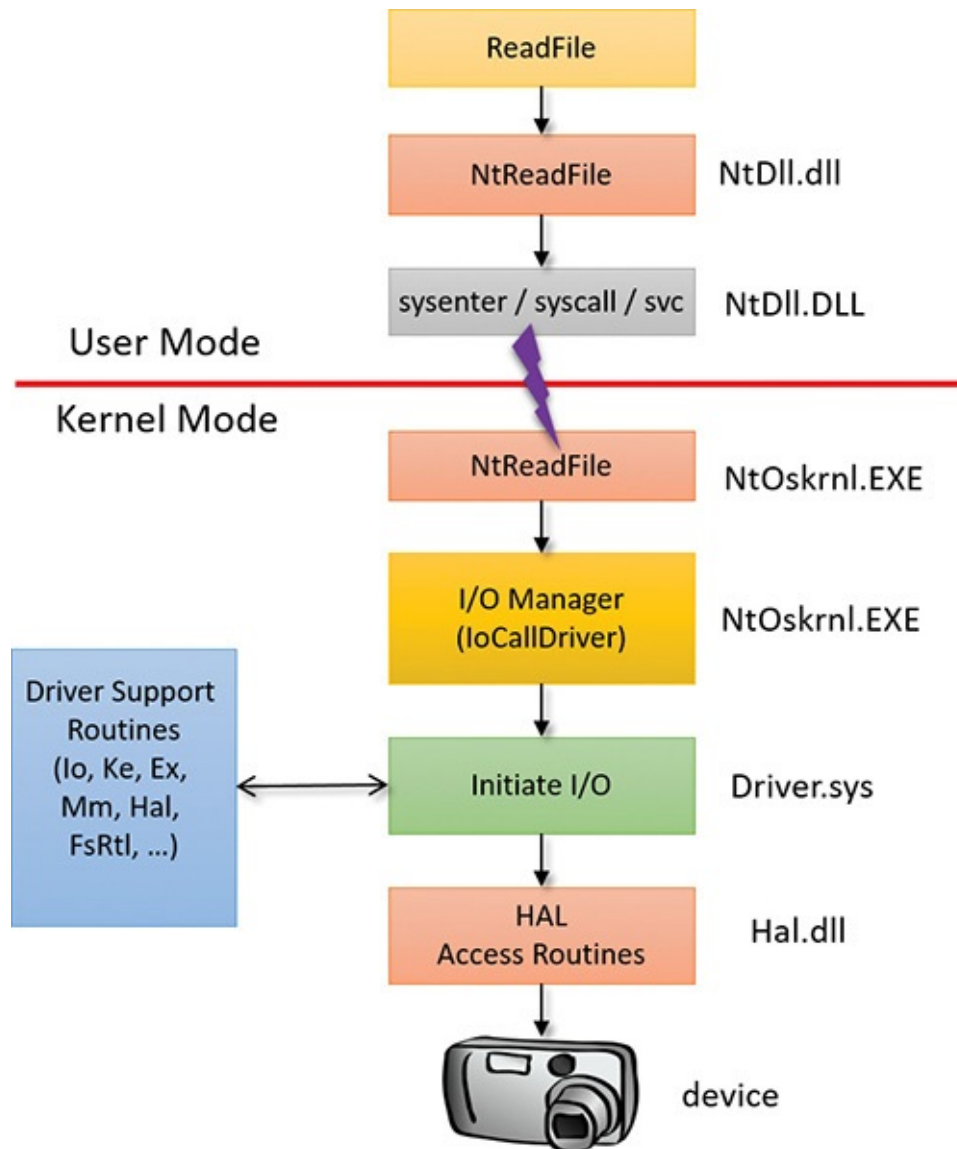 ReadFile
NtReadFile
NtDll.dll
sysenter / syscall / svc
NtDll.DLL
User Mode
Kernel Mode
NtReadFile
NtOskrnl.EXE
I/O Manager
(IoCallDriver)
NtOskrnl.EXE
Driver Support
Routines
(Io, Ke, Ex,
Mm, Hal,
FsRtl, …)
Initiate I/O
Driver.sys
HAL
Access Routines
Hal.dll
device